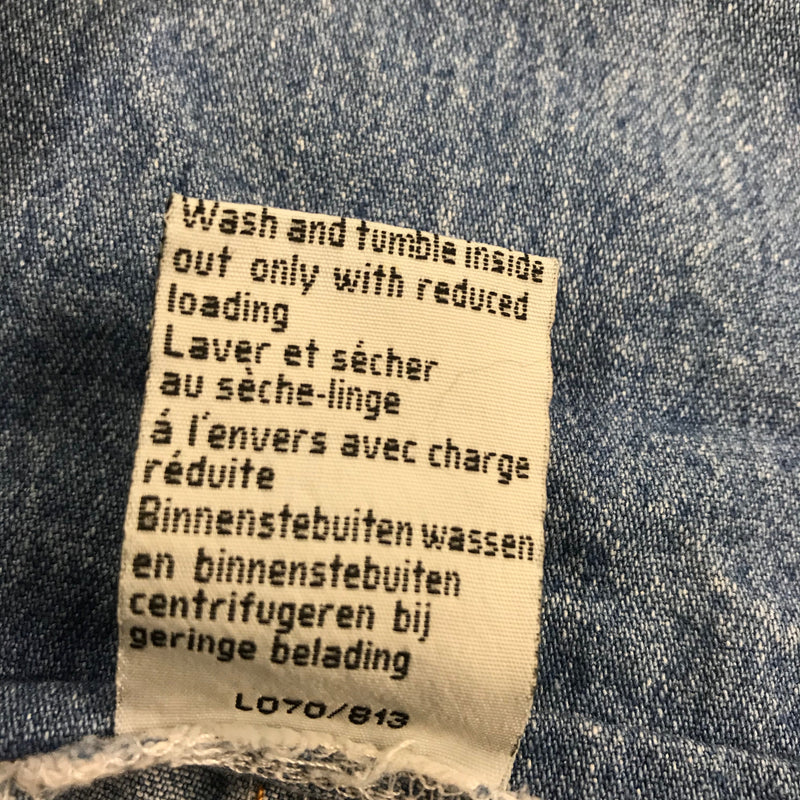 Wash and tumble inside
out only with reduced
loading
Laver et sécher
au sèche-linge
á l'envers avec charge
réduite
Binnenstebuiten wassen
en binnenstebuiten
centrifugeren bij
geringe belading
L070/813